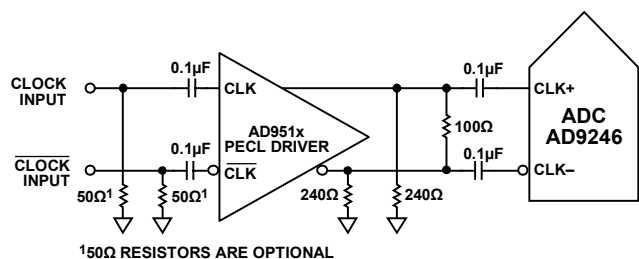 CLOCK INPUT
0.1µF
CLK
AD951x PECL DRIVER
0.1µF
CLK+
ADC AD9246
100Ω
CLOCK INPUT
0.1µF
CLK
0.1µF
CLK–
50Ω¹
50Ω¹
240Ω
240Ω
¹50Ω RESISTORS ARE OPTIONAL